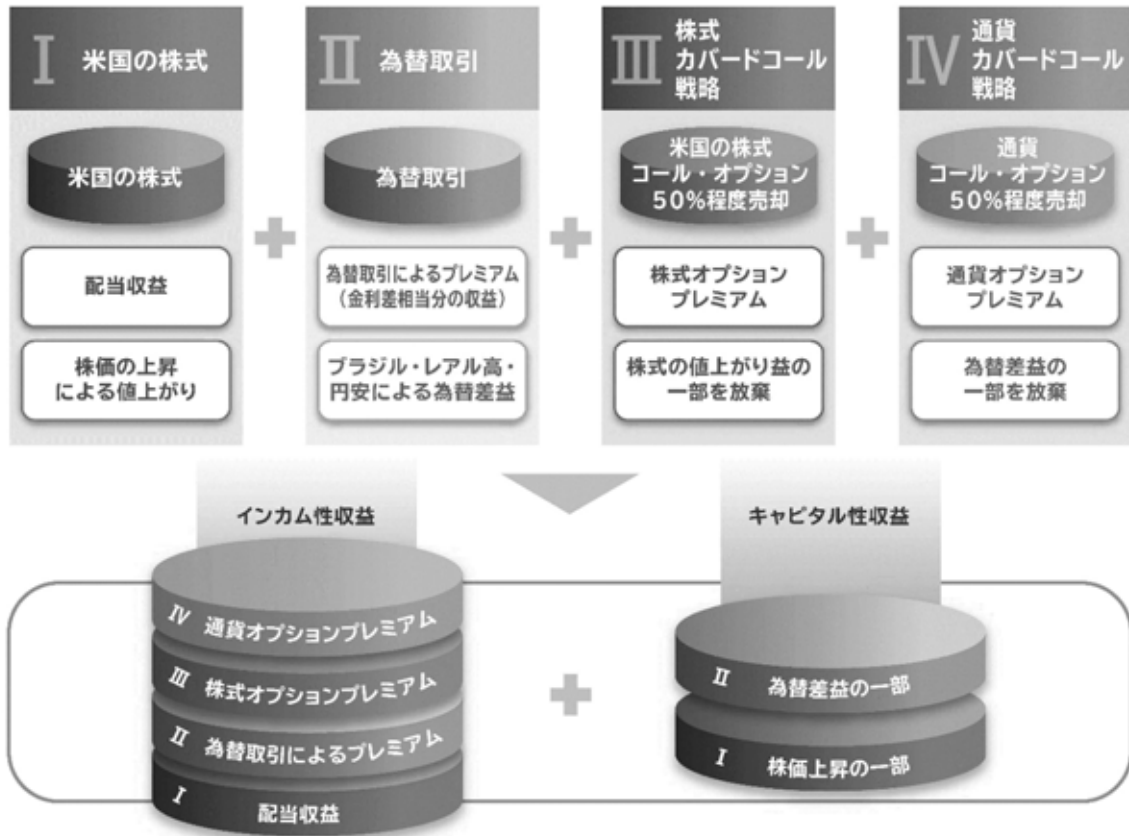 I 米国の株式
II 為替取引
III 株式
カバードコール
戦略
IV 通貨
カバードコール
戦略
米国の株式
為替取引
米国の株式
コール・オプション
50%程度売却
通貨
コール・オプション
50%程度売却
配当収益
為替取引によるプレミアム
(金利差相当分の収益)
株式オプション
プレミアム
通貨オプション
プレミアム
株価の上昇
による値上がり
ブラジル・レアル高・
円安による為替差益
株式の値上がり益の
一部を放棄
為替差益の
一部を放棄
インカム性収益
IV 通貨オプションプレミアム
III 株式オプションプレミアム
II 為替取引によるプレミアム
I 配当収益
キャピタル性収益
II 為替差益の一部
I 株価上昇の一部